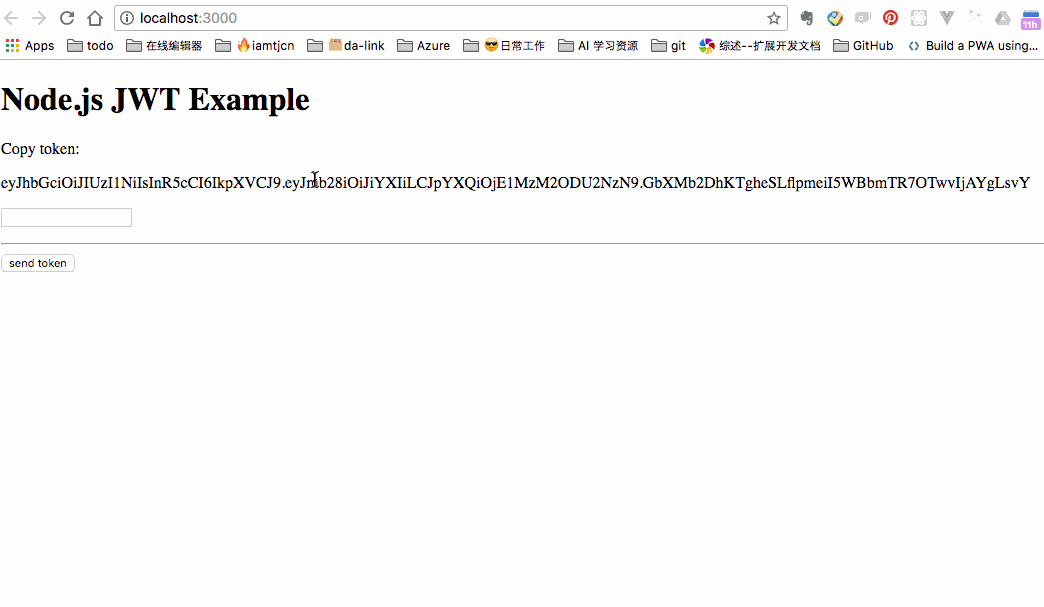 localhost:3000
Apps todo 在线编辑器 🔥iamtjcn da-link Azure 😎日常工作 AI 学习资源 git 综述--扩展开发文档 GitHub Build a PWA using...
11h
Node.js JWT Example
Copy token:
eyJhbGciOiJIUzI1NiIsInR5cCI6IkpXVCJ9.eyJmb28iOiJiYXIiLCJpYXQiOjE1MzM2ODU2NzN9.GbXMb2DhKTgheSLflpmeiI5WBbmTR7OTwvIjAYgLsvY
send token